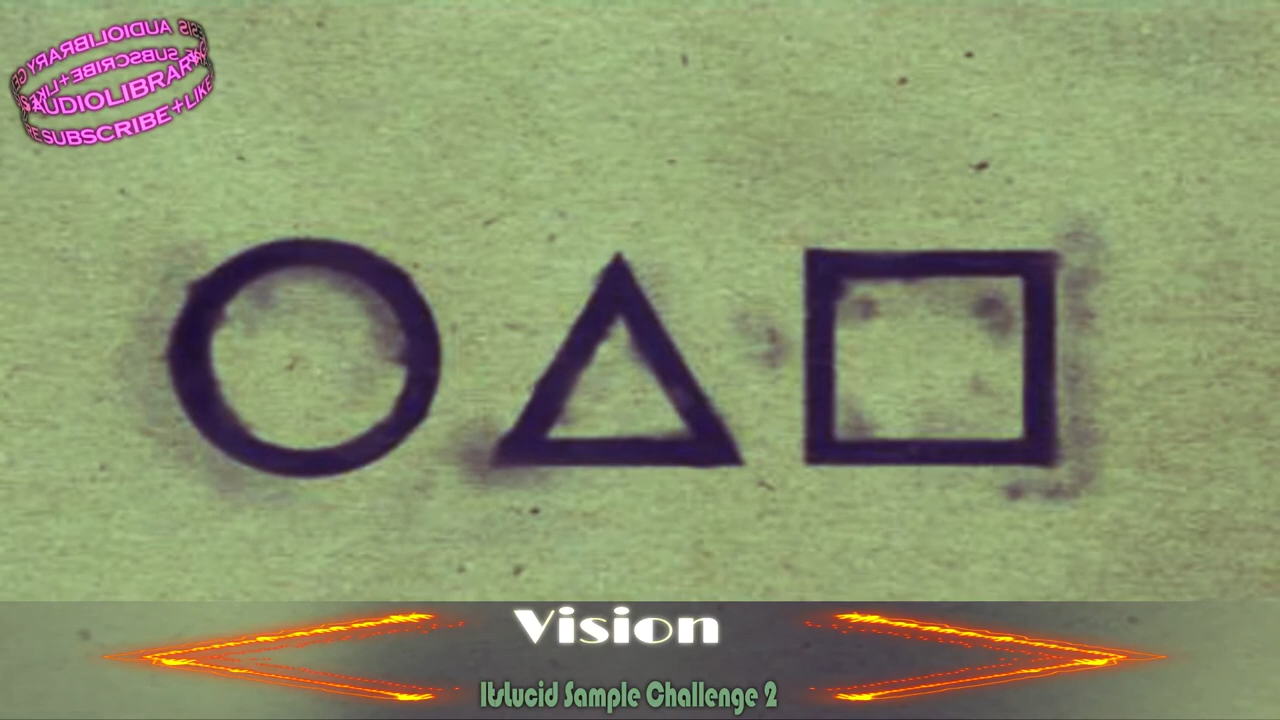 AUDIOLIBRARY
SUBSCRIBE+LIKE
AUDIOLIBRARY
SUBSCRIBE+LIKE
Vision
ItsLucid Sample Challenge 2